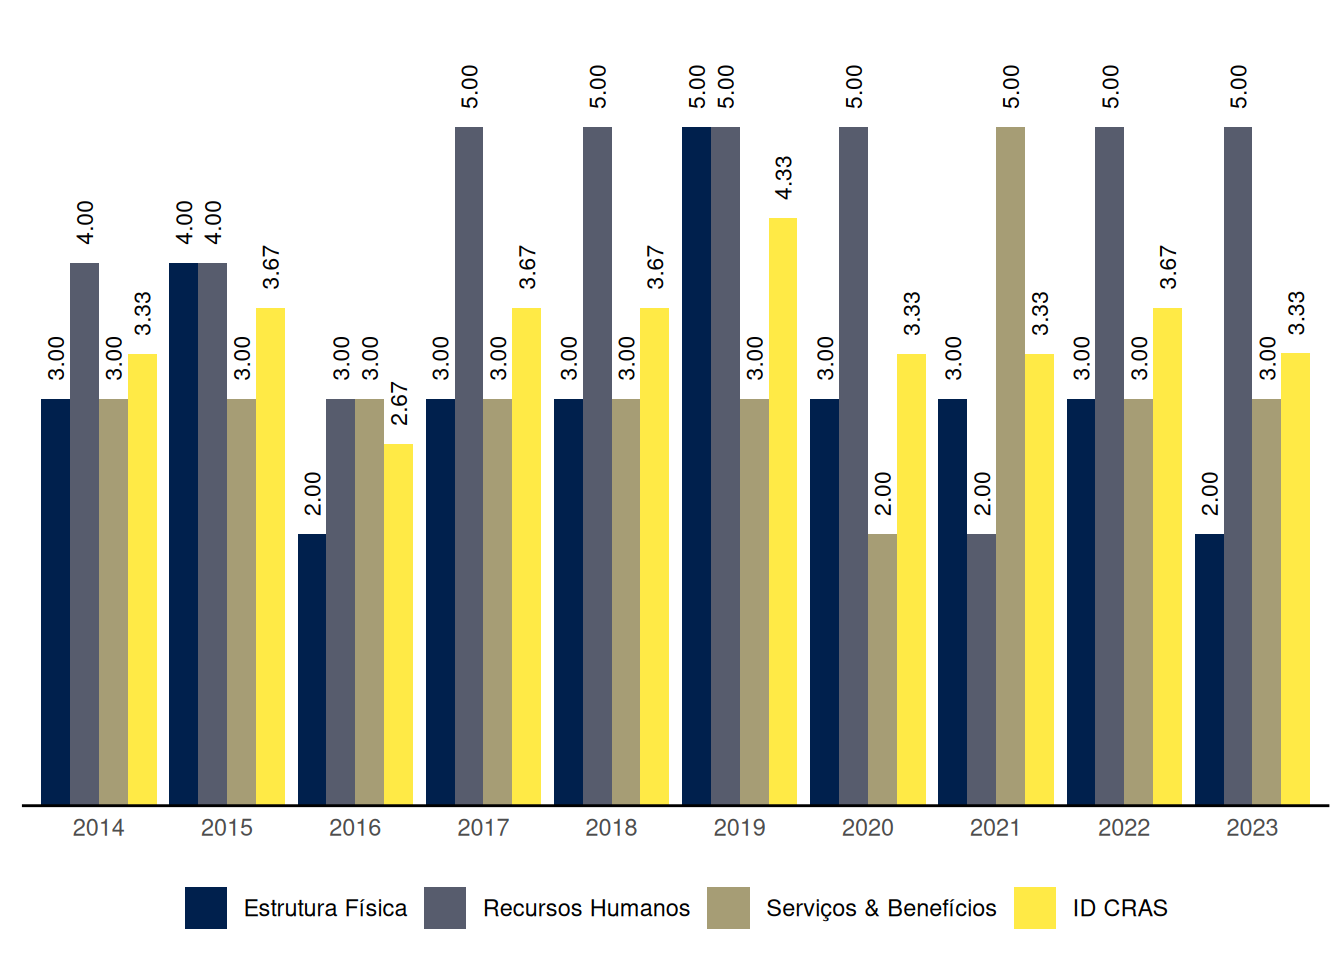 3.00 4.00 3.00 3.33
4.00 4.00 3.00 3.67
2.00 3.00 3.00 2.67
3.00 5.00 3.00 3.67
3.00 5.00 3.00 3.67
5.00 5.00 3.00 4.33
3.00 5.00 2.00 3.33
3.00 2.00 5.00 3.33
3.00 5.00 3.00 3.67
2.00 5.00 3.00 3.33
2014 2015 2016 2017 2018 2019 2020 2021 2022 2023
Estrutura Física Recursos Humanos Serviços & Benefícios ID CRAS